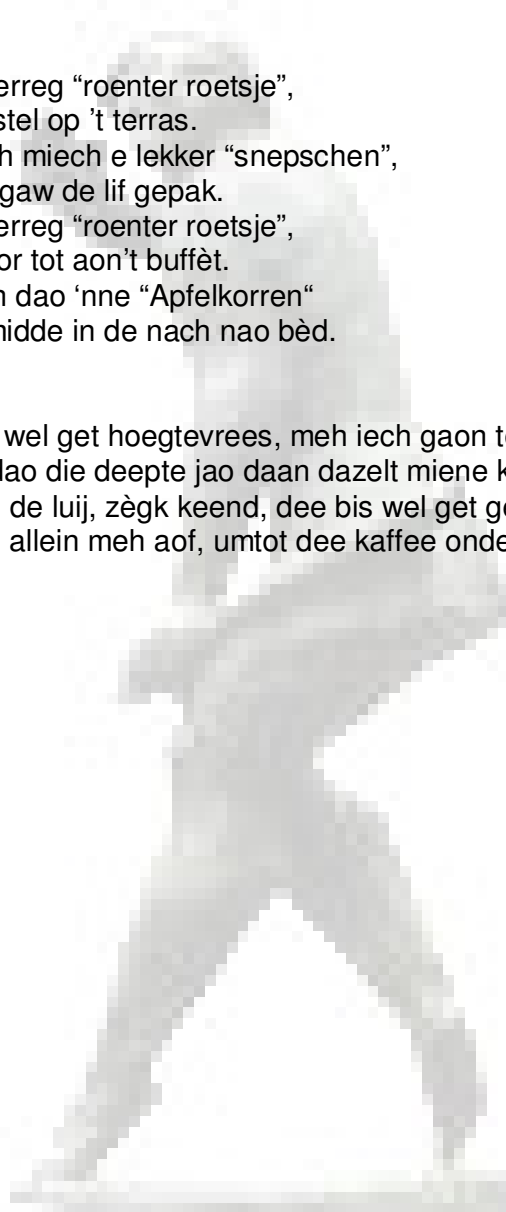 erreg “roenter roetsje”,
stel op ’t terras.
h miech e lekker “snepschen”,
gaw de lif gepak.
erreg “roenter roetsje”,
or tot aon’t buffèt.
n dao ‘nne “Apfelkorren“
nidde in de nach nao bèd.
wel get hoegtevrees, meh iech gaon t
dao die deepte jao daan dazelt miene k
de luij, zègk keend, dee bis wel get g
allein meh aof, umtot dee kaffee onde